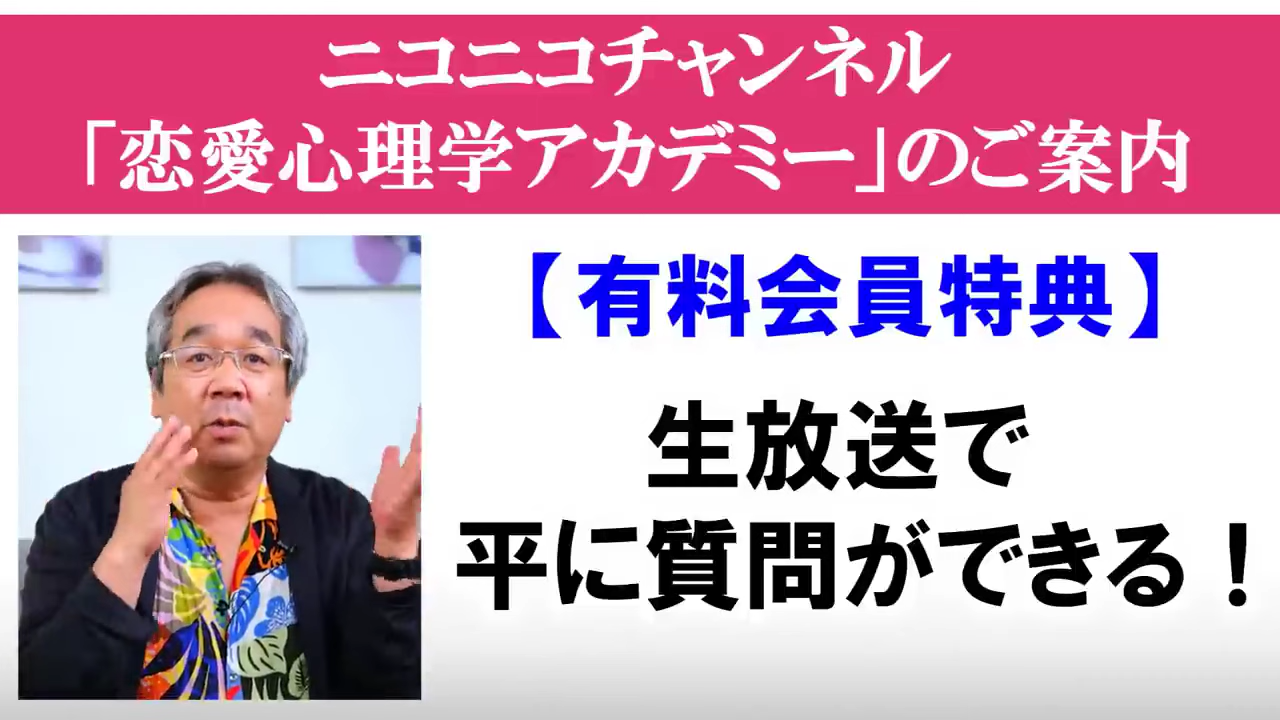 ニコニコチャンネル
「恋愛心理学アカデミー」のご案内
【有料会員特典】
生放送で
平に質問ができる！